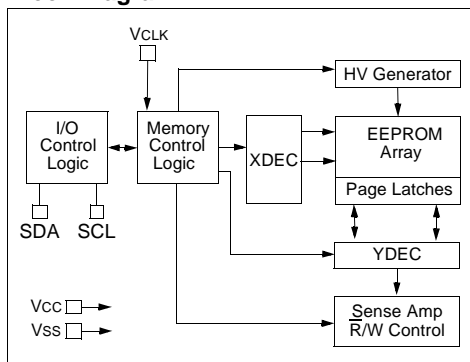 VCLK
HV Generator
I/O
Control
Logic
Memory
Control
Logic
XDEC
EEPROM
Array
Page Latches
SDA
SCL
YDEC
VCC
VSS
Sense Amp
R/W Control